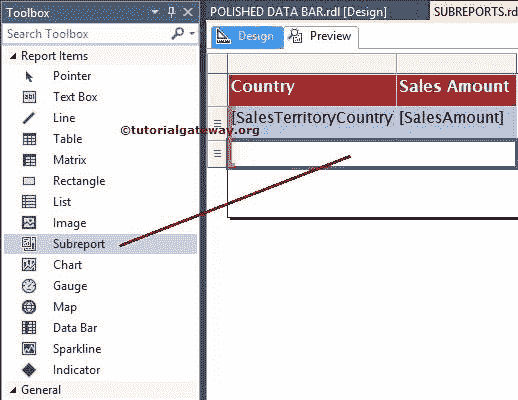 Toolbox
Search Toolbox
Report Items
Pointer
Text Box
Line
Table
Matrix
Rectangle
List
Image
Subreport
Chart
Gauge
Map
Data Bar
Sparkline
Indicator
General
POLISHED DATA BAR.rdl [Design]
SUBREPORTS.rd
Design
Preview
Country
Sales Amount
[SalesTerritoryCountry
[SalesAmount]
©tutorialgateway.org